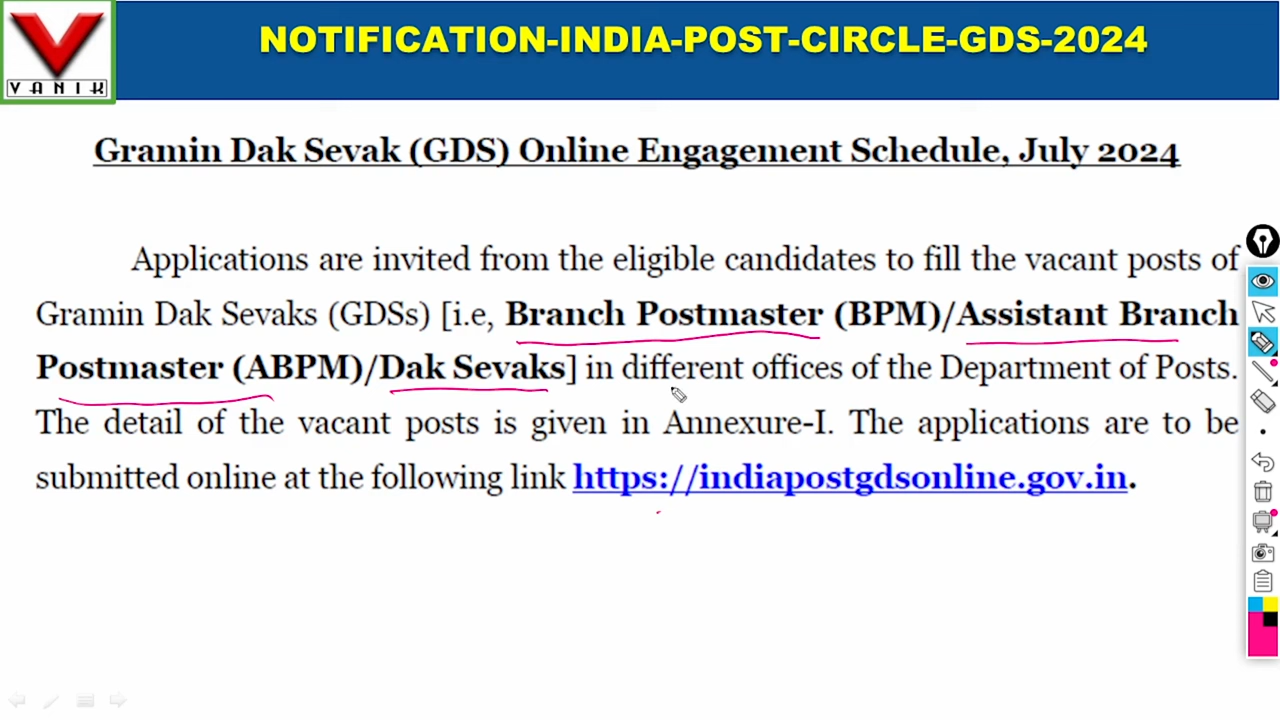 VANIK
NOTIFICATION-INDIA-POST-CIRCLE-GDS-2024
Gramin Dak Sevak (GDS) Online Engagement Schedule, July 2024
Applications are invited from the eligible candidates to fill the vacant posts of
Gramin Dak Sevaks (GDSs) [i.e, Branch Postmaster (BPM)/Assistant Branch
Postmaster (ABPM)/Dak Sevaks] in different offices of the Department of Posts.
The detail of the vacant posts is given in Annexure-I. The applications are to be
submitted online at the following link https://indiapostgdsonline.gov.in.